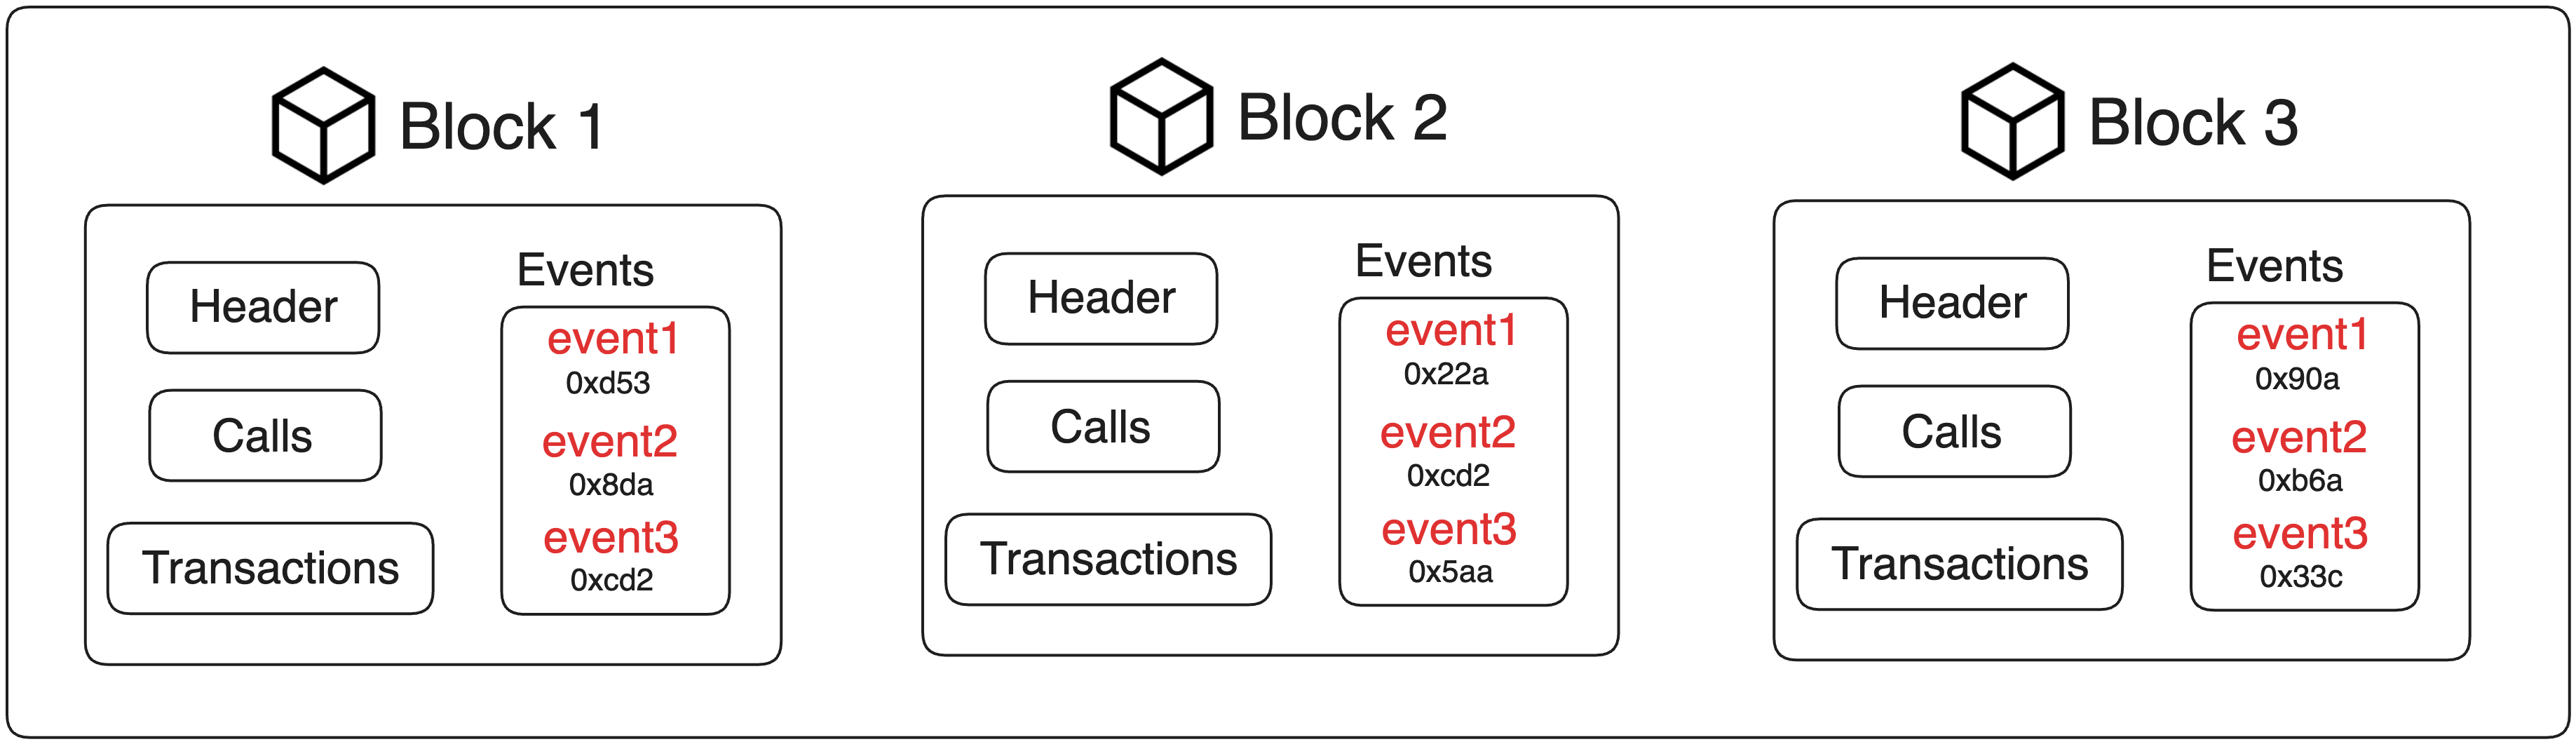 Block 1
Header
Calls
Transactions
Events
event1
0xd53
event2
0x8da
event3
0xcd2
Block 2
Header
Calls
Transactions
Events
event1
0x22a
event2
0xcd2
event3
0x5aa
Block 3
Header
Calls
Transactions
Events
event1
0x90a
event2
0xb6a
event3
0x33c